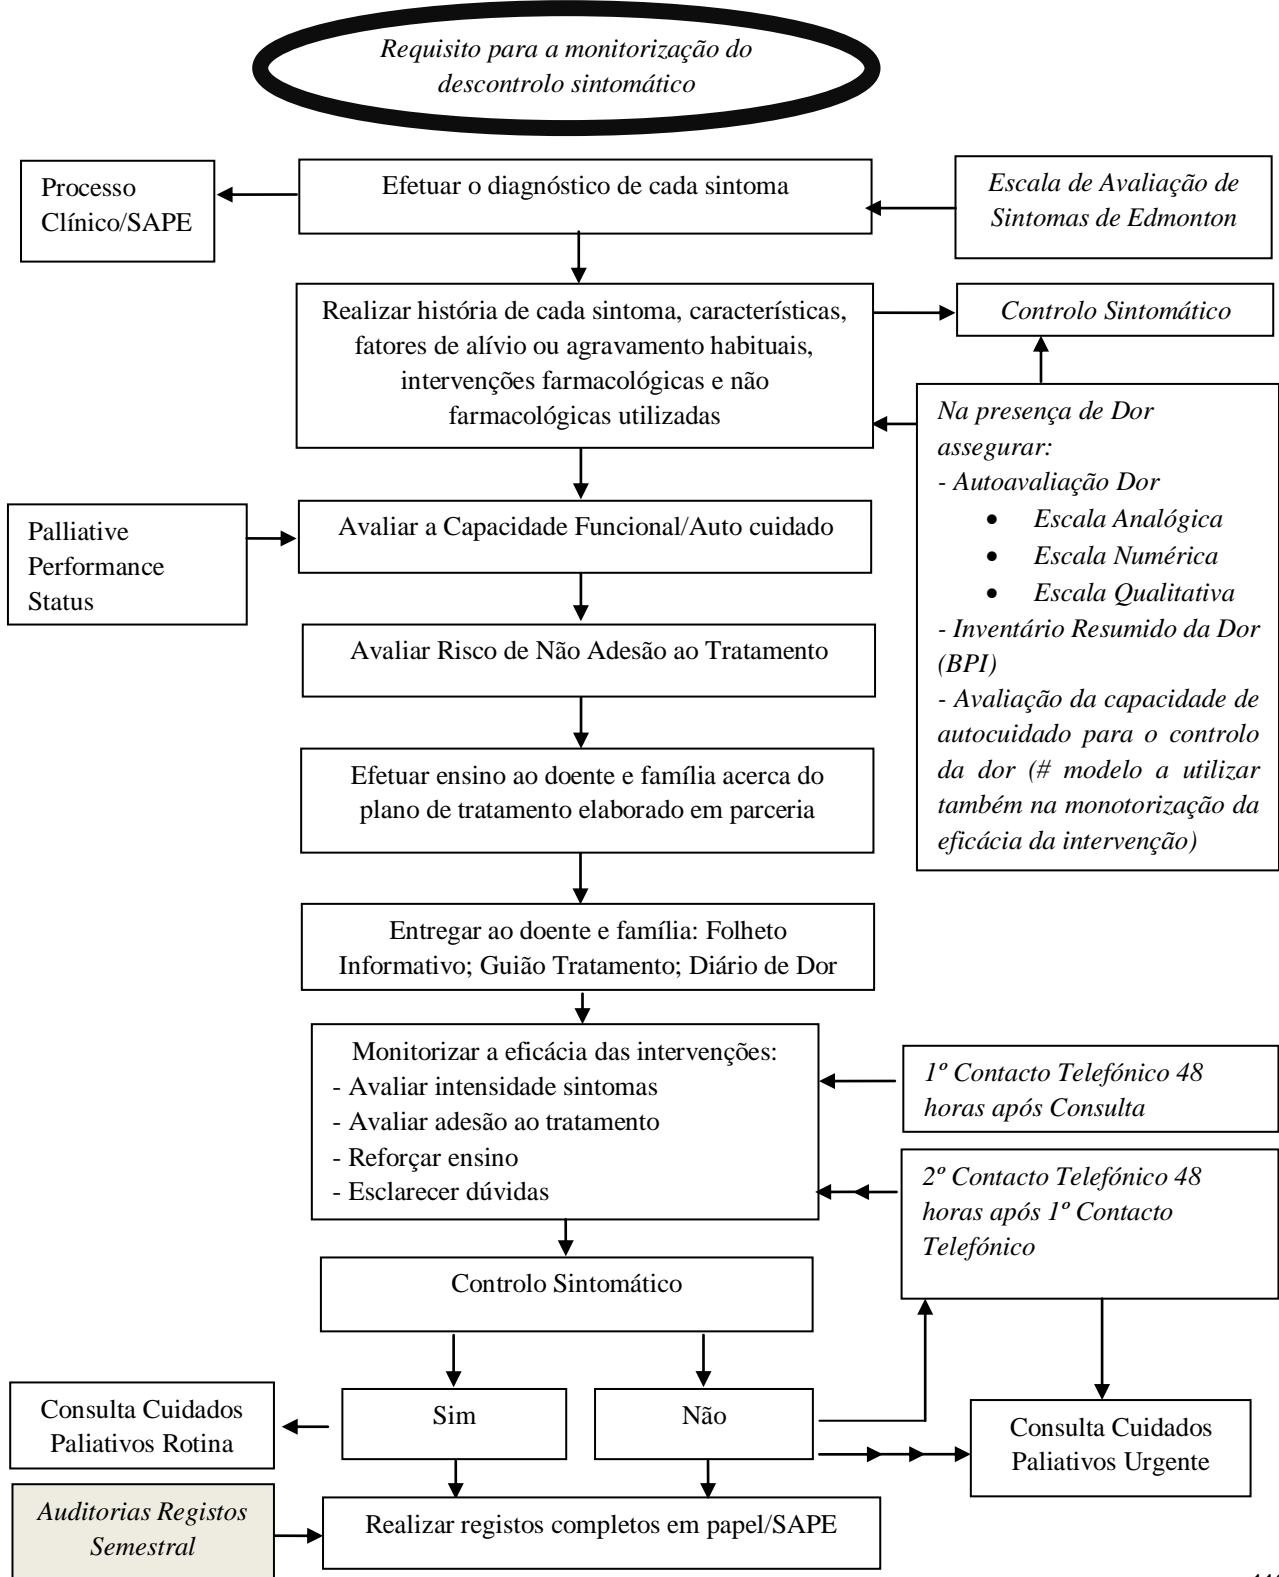 Requisito para a monitorização do
descontrolo sintomático
Processo
Clínico/SAPE
Efetuar o diagnóstico de cada sintoma
Escala de Avaliação de
Sintomas de Edmonton
Realizar história de cada sintoma, características,
fatores de alívio ou agravamento habituais,
intervenções farmacológicas e não
farmacológicas utilizadas
Controlo Sintomático
Na presença de Dor
assegurar:
- Autoavaliação Dor
• Escala Analógica
• Escala Numérica
• Escala Qualitativa
- Inventário Resumido da Dor
(BPI)
- Avaliação da capacidade de
autocuidado para o controlo
da dor (# modelo a utilizar
também na monotorização da
eficácia da intervenção)
Palliative
Performance
Status
Avaliar a Capacidade Funcional/Auto cuidado
Avaliar Risco de Não Adesão ao Tratamento
Efetuar ensino ao doente e família acerca do
plano de tratamento elaborado em parceria
Entregar ao doente e família: Folheto
Informativo; Guião Tratamento; Diário de Dor
Monitorizar a eficácia das intervenções:
- Avaliar intensidade sintomas
- Avaliar adesão ao tratamento
- Reforçar ensino
- Esclarecer dúvidas
1º Contacto Telefónico 48
horas após Consulta
2º Contacto Telefónico 48
horas após 1º Contacto
Telefónico
Controlo Sintomático
Consulta Cuidados
Paliativos Rotina
Sim
Não
Consulta Cuidados
Paliativos Urgente
Auditorias Registos
Semestral
Realizar registos completos em papel/SAPE